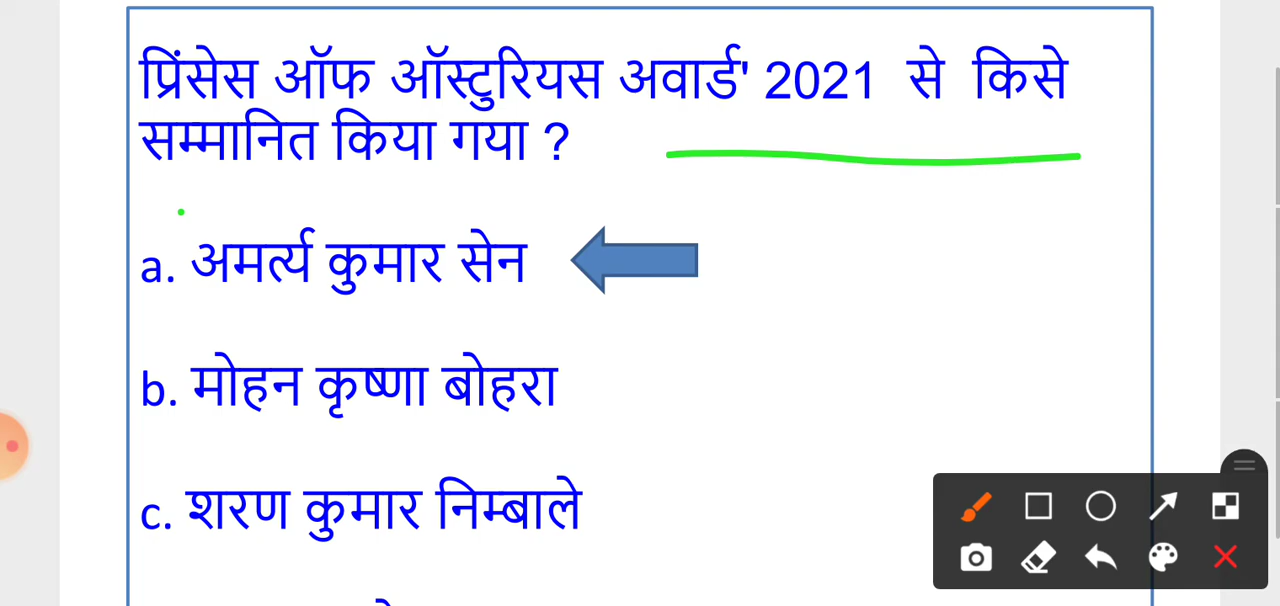 प्रिंसेस ऑफ ऑस्टुरियस अवार्ड' 2021 से किसे
सम्मानित किया गया ?
a. अमर्त्य कुमार सेन
b. मोहन कृष्णा बोहरा
c. शरण कुमार निम्बाले